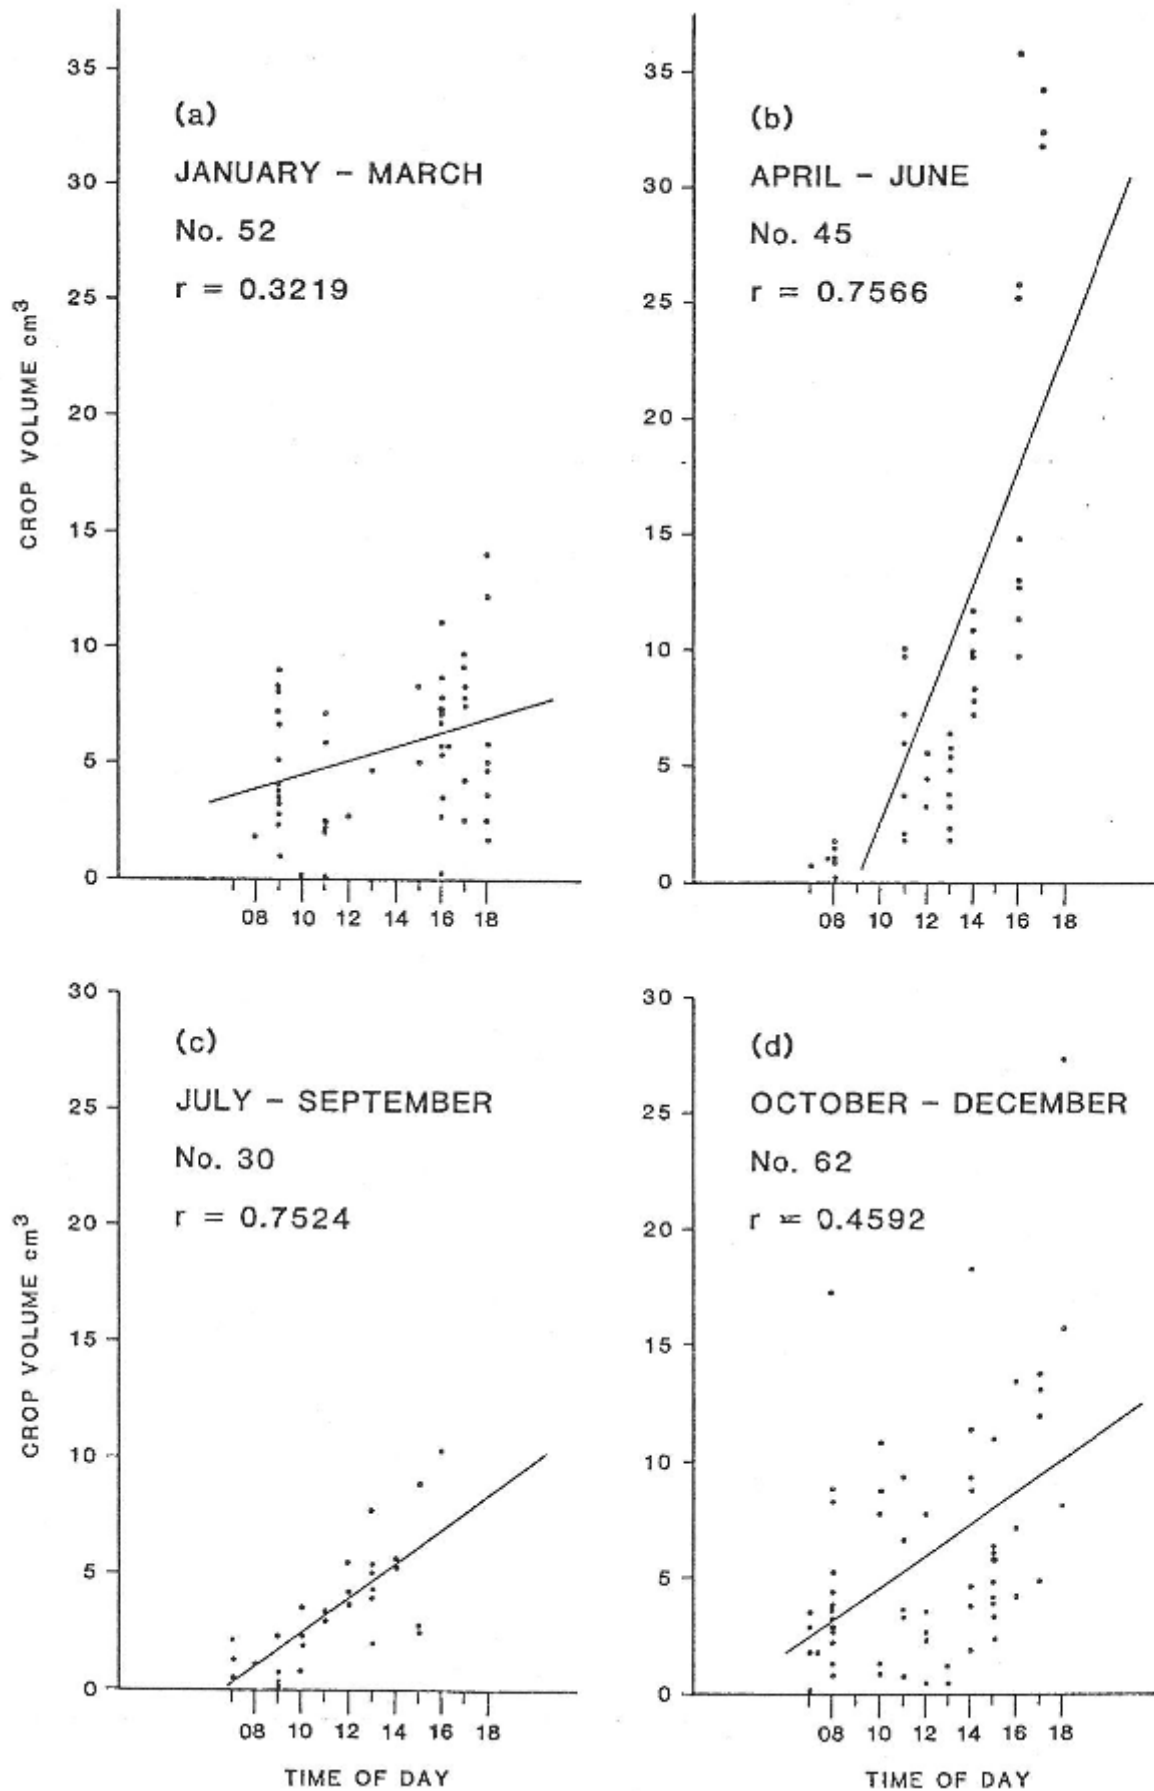 (a)
JANUARY – MARCH
No. 52
r = 0.3219
35
30
25
20
15
10
5
0
CROP VOLUME cm³
08 10 12 14 16 18
(b)
APRIL – JUNE
No. 45
r = 0.7566
35
30
25
20
15
10
5
0
08 10 12 14 16 18
(c)
JULY – SEPTEMBER
No. 30
r = 0.7524
30
25
20
15
10
5
0
CROP VOLUME cm³
08 10 12 14 16 18
TIME OF DAY
(d)
OCTOBER – DECEMBER
No. 62
r = 0.4592
30
25
20
15
10
5
0
08 10 12 14 16 18
TIME OF DAY